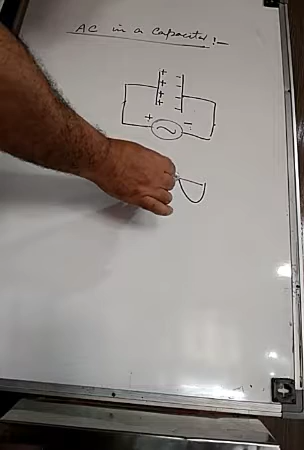 AC in a Capacitor :-
+ -
+ -
+ -
+ -
+ ~ -